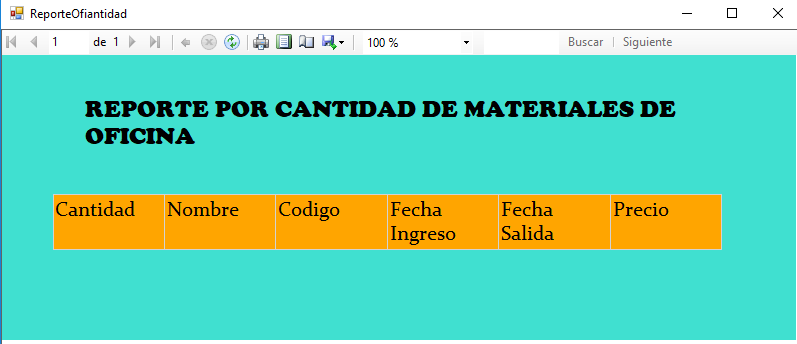 ReporteOfiantidad
1 de 1 100 % Buscar Siguiente
REPORTE POR CANTIDAD DE MATERIALES DE
OFICINA
Cantidad Nombre Codigo Fecha Ingreso Fecha Salida Precio